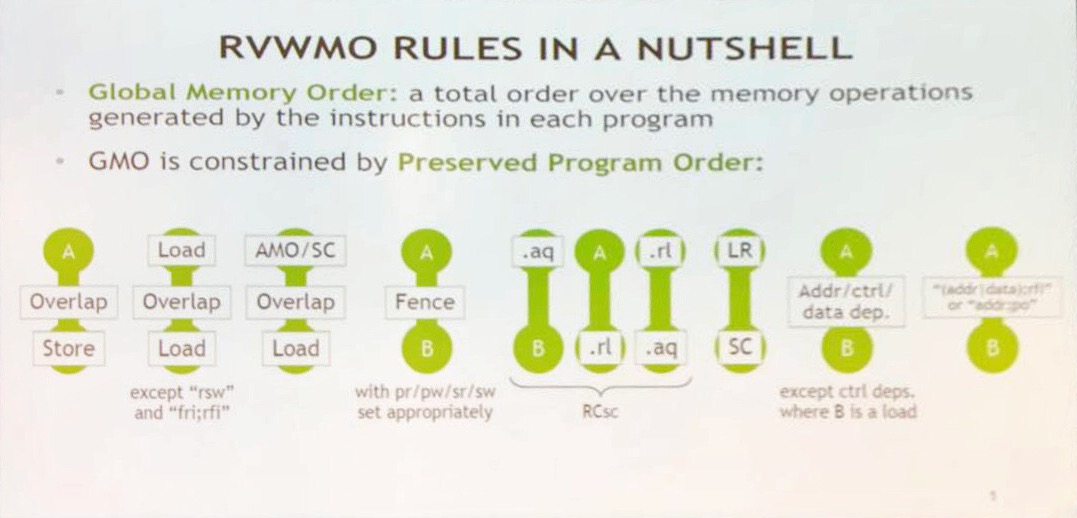 RVWMO RULES IN A NUTSHELL
Global Memory Order: a total order over the memory operations
generated by the instructions in each program
GMO is constrained by Preserved Program Order:
A
Overlap
Store
Load
Overlap
Load
except "rsw"
and "fri;rfi"
AMO/SC
Overlap
Load
A
Fence
B
with pr/pw/sr/sw
set appropriately
.aq
B
A
.rl
.rl
.aq
RCsc
LR
SC
A
Addr/ctrl/
data dep.
B
except ctrl deps.
where B is a load
A
"(addr|data);rfi"
or "addr;po"
B